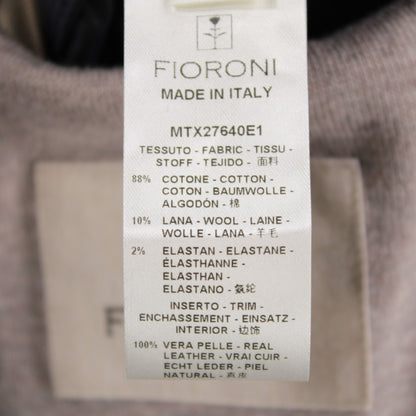 FIORONI
MADE IN ITALY
MTX27640E1
TESSUTO - FABRIC - TISSU -
STOFF - TEJIDO - 面料
88% COTONE - COTTON -
COTON - BAUMWOLLE -
ALGODÓN - 棉
10% LANA - WOOL - LAINE -
WOLLE - LANA - 羊毛
2% ELASTAN - ELASTANE -
ÉLASTHANNE -
ELASTHAN -
ELASTANO - 氨纶
INSERTO - TRIM -
ENCHASSEMENT - EINSATZ -
INTERIOR - 边饰
100% VERA PELLE - REAL
LEATHER - VRAI CUIR -
ECHT LEDER - PIEL
NATURAL - 真皮